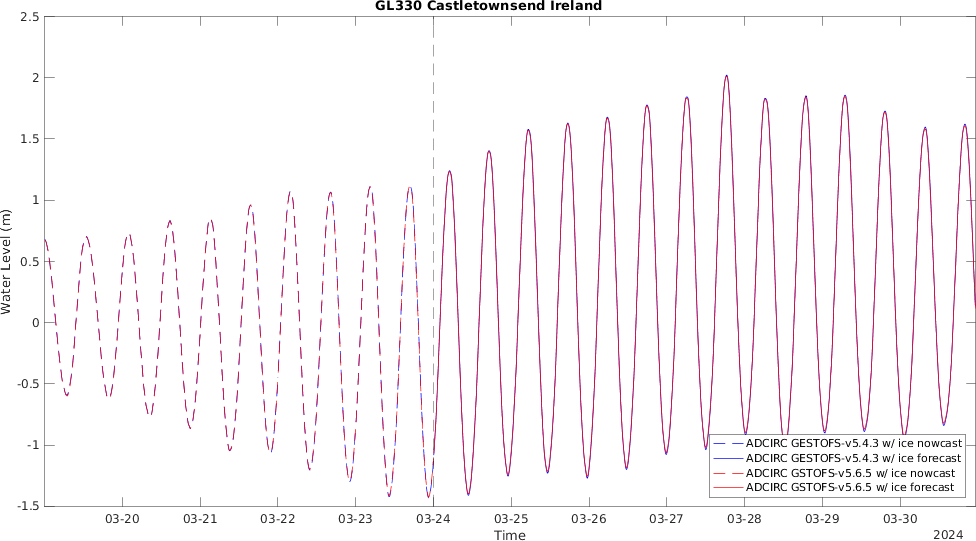 GL330 Castletownsend Ireland
Water Level (m)
2.5
2
1.5
1
0.5
0
-0.5
-1
-1.5
ADCIRC GESTOFS-v5.4.3 w/ ice nowcast
ADCIRC GESTOFS-v5.4.3 w/ ice forecast
ADCIRC GSTOFS-v5.6.5 w/ ice nowcast
ADCIRC GSTOFS-v5.6.5 w/ ice forecast
03-20 03-21 03-22 03-23 03-24 03-25 03-26 03-27 03-28 03-29 03-30
Time
2024